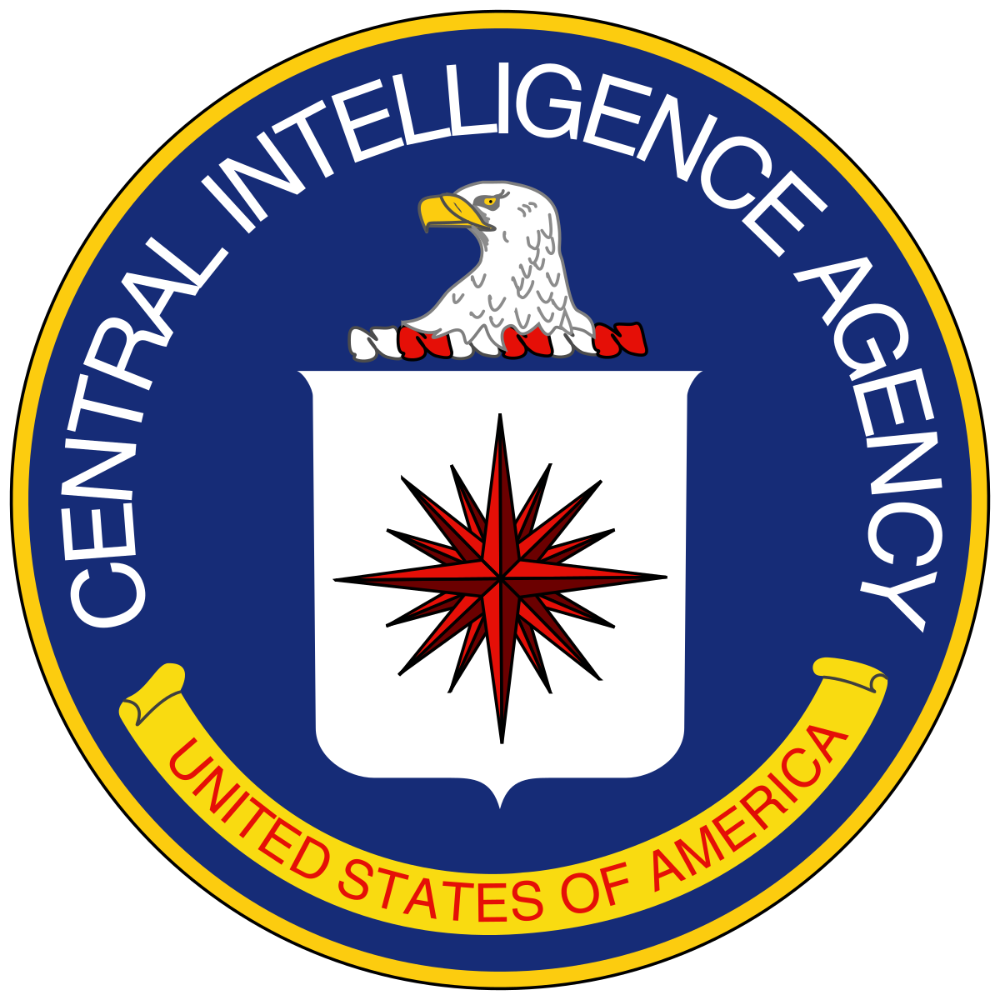 CENTRAL INTELLIGENCE AGENCY
UNITED STATES OF AMERICA